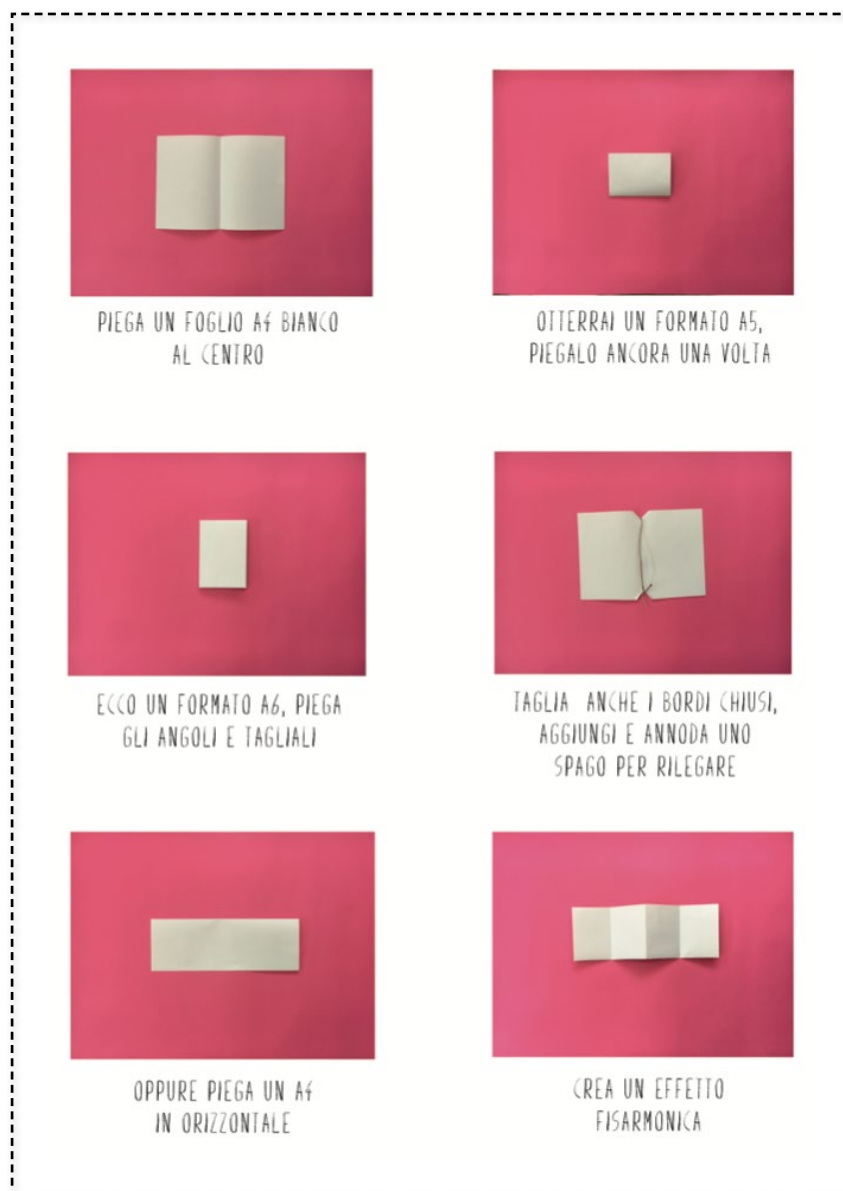 PIEGA UN FOGLIO A4 BIANCO
AL CENTRO
OTTERRAI UN FORMATO A5,
PIEGALO ANCORA UNA VOLTA
ECCO UN FORMATO A6, PIEGA
GLI ANGOLI E TAGLIALI
TAGLIA ANCHE I BORDI CHIUSI,
AGGIUNGI E ANNODA UNO
SPAGO PER RILEGARE
OPPURE PIEGA UN A4
IN ORIZZONTALE
CREA UN EFFETTO
FISARMONICA